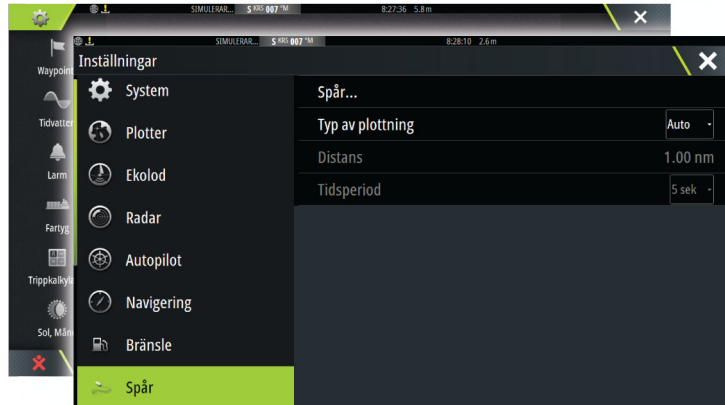 SIMULERAR... S KRS 007 °M 8:27:36 5.8 m
Waypoint
Tidvatten
Larm
Fartyg
Trippkalkyla
Sol, Mån
SIMULERAR... S KRS 007 °M 8:28:10 2.6 m
Inställningar
System
Plotter
Ekolod
Radar
Autopilot
Navigering
Bränsle
Spår
Spår...
Typ av plottning Auto
Distans 1.00 nm
Tidsperiod 5 sek